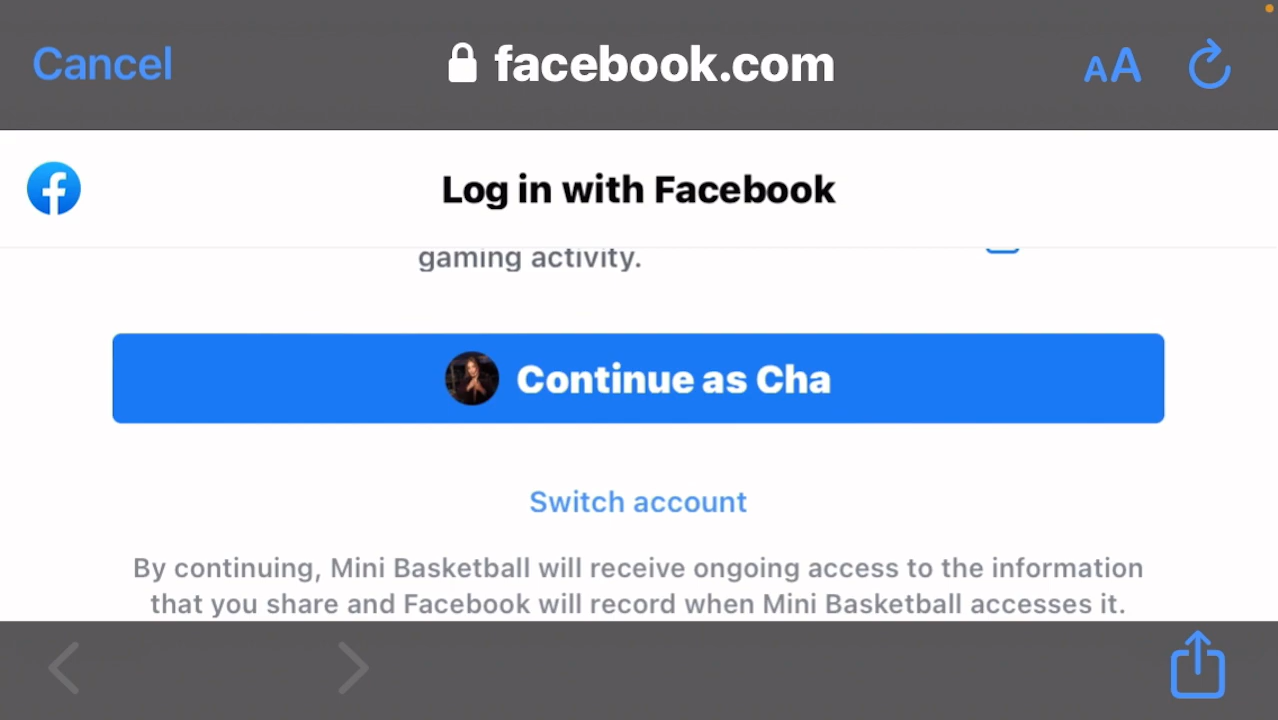 Cancel
facebook.com
AA
Log in with Facebook
gaming activity.
Continue as Cha
Switch account
By continuing, Mini Basketball will receive ongoing access to the information
that you share and Facebook will record when Mini Basketball accesses it.